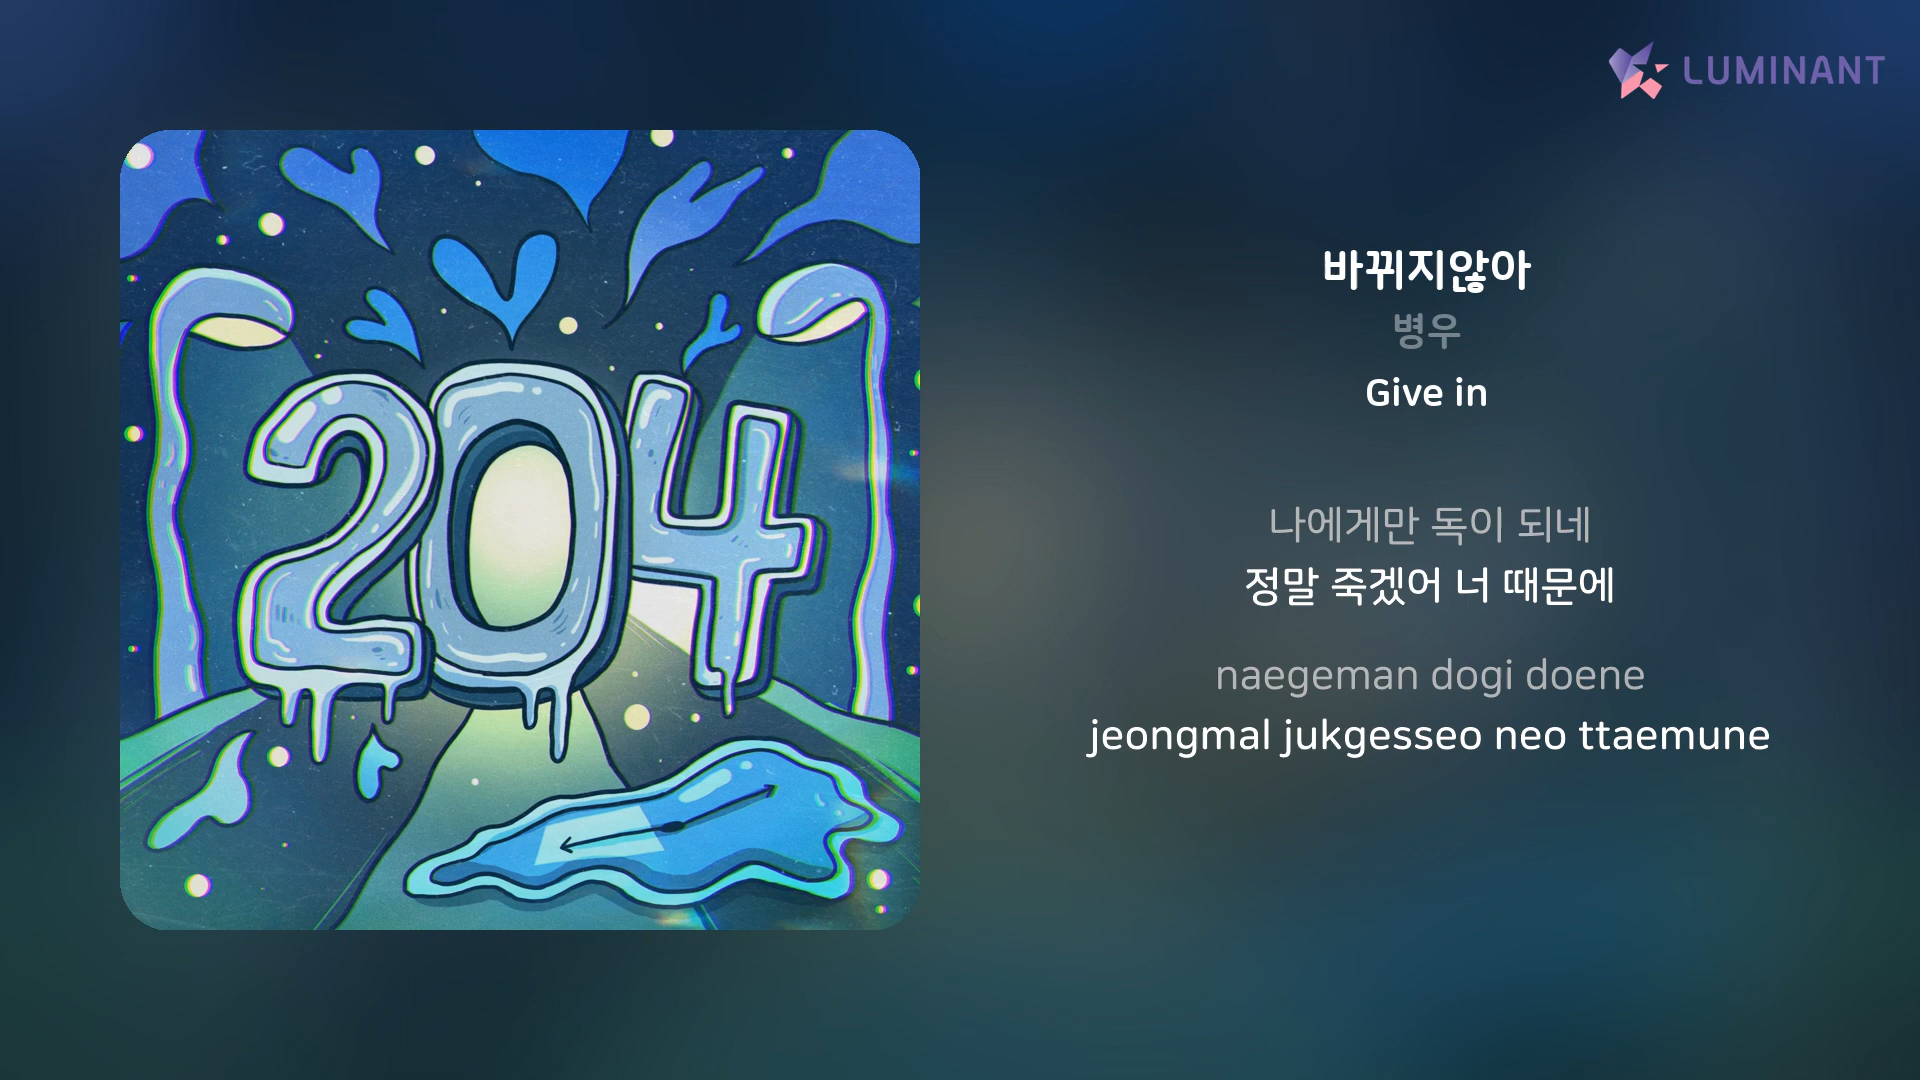 LUMINANT
204
바뀌지않아
병우
Give in
나에게만 독이 되네
정말 죽겠어 너 때문에
naegeman dogi doene
jeongmal jukgesseo neo ttaemune